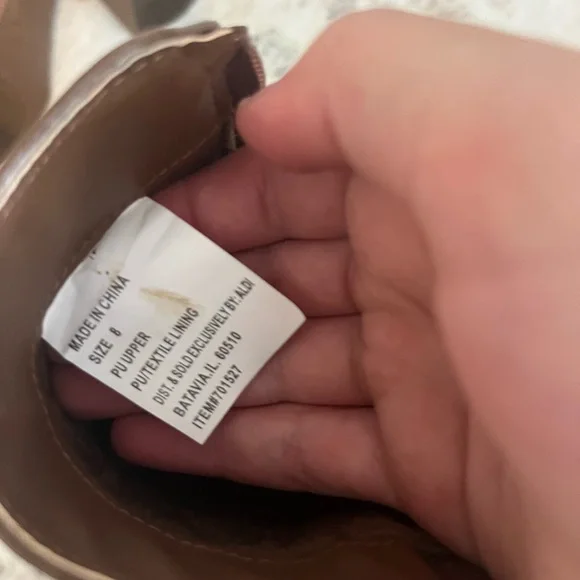 MADE IN CHINA
SIZE 8
PU UPPER
PU/TEXTILE LINING
DIST. & SOLD EXCLUSIVELY BY: ALDI
BATAVIA, IL. 60510
ITEM#701527